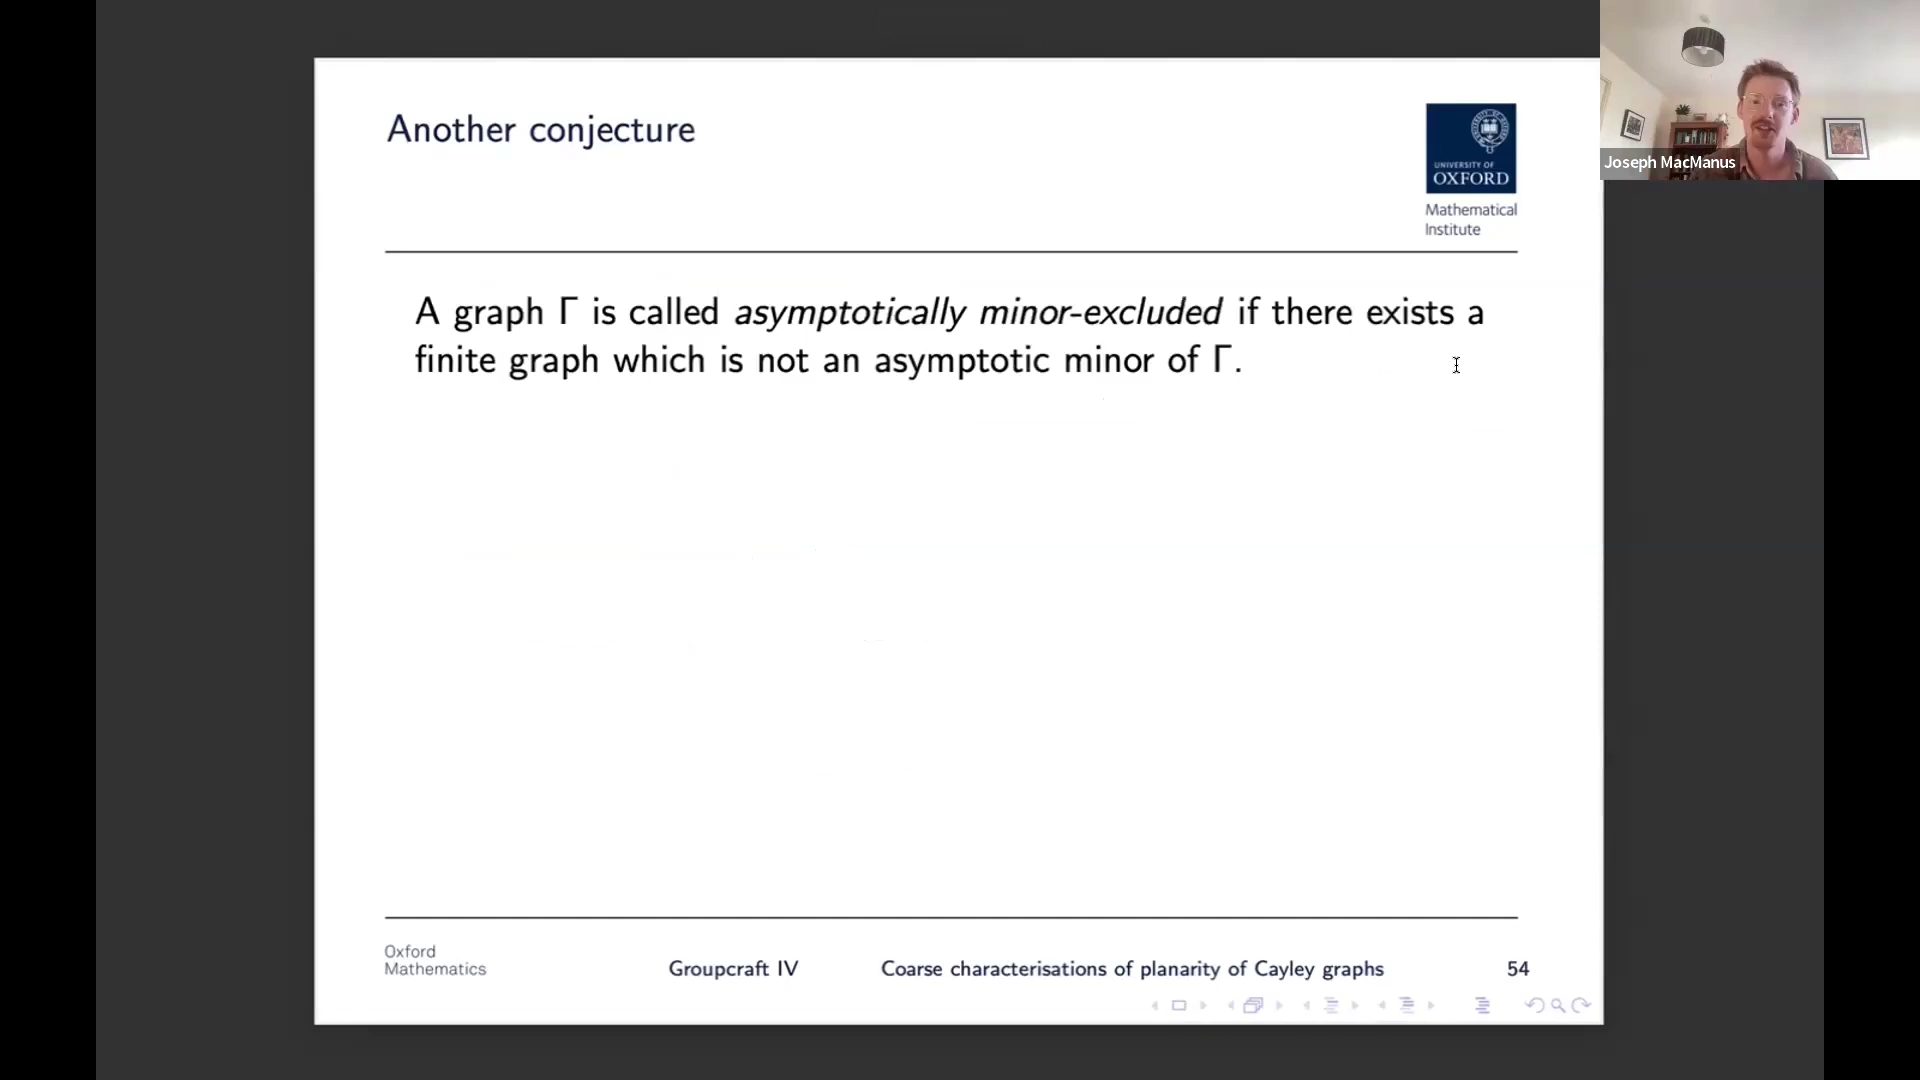 Another conjecture
UNIVERSITY OF
OXFORD
Mathematical
Institute
Joseph MacManus
A graph Γ is called asymptotically minor-excluded if there exists a
finite graph which is not an asymptotic minor of Γ.
Oxford
Mathematics
Groupcraft IV
Coarse characterisations of planarity of Cayley graphs
54